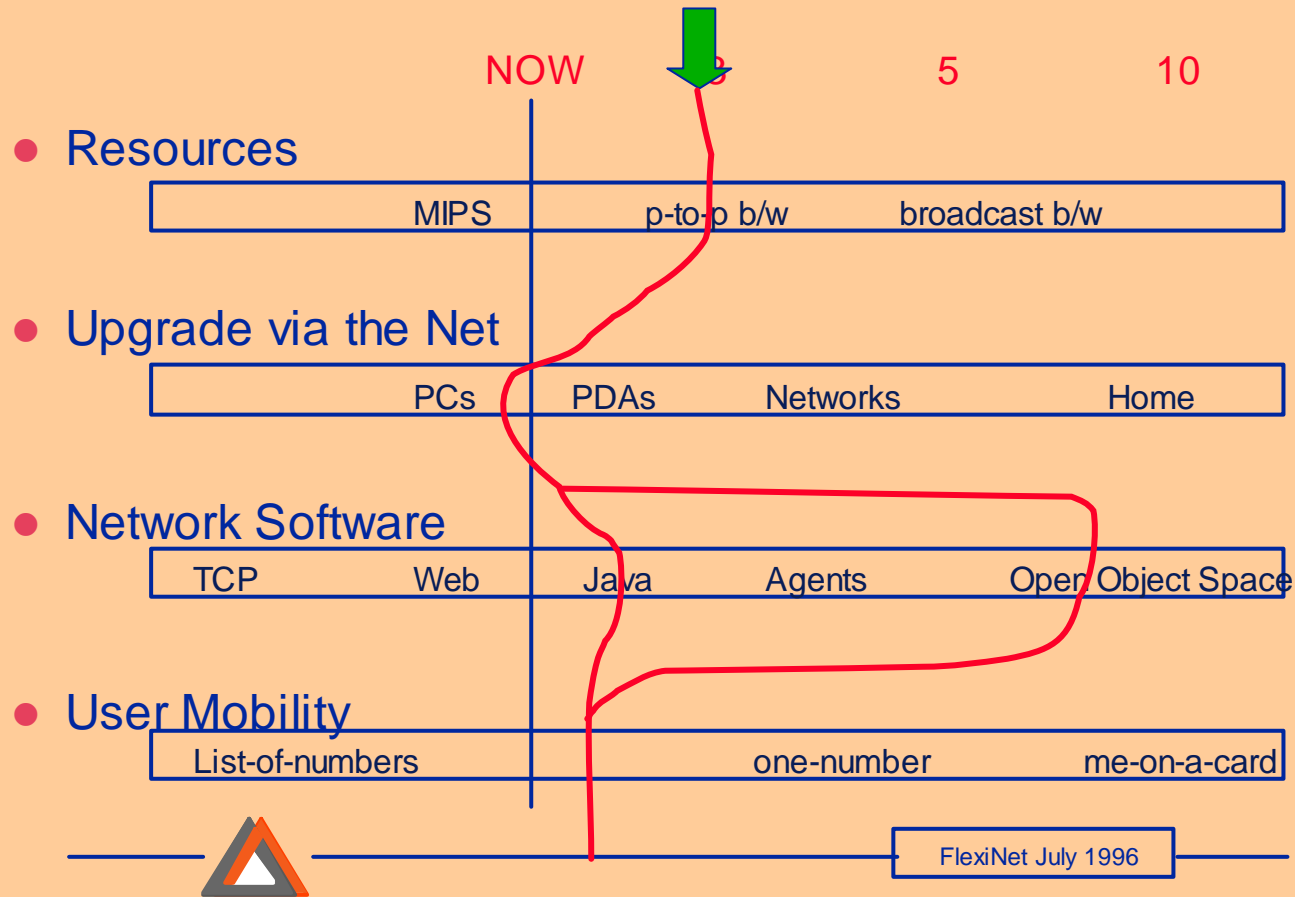 NOW 3 5 10
Resources
MIPS p-to-p b/w broadcast b/w
Upgrade via the Net
PCs PDAs Networks Home
Network Software
TCP Web Java Agents Open Object Space
User Mobility
List-of-numbers one-number me-on-a-card
FlexiNet July 1996